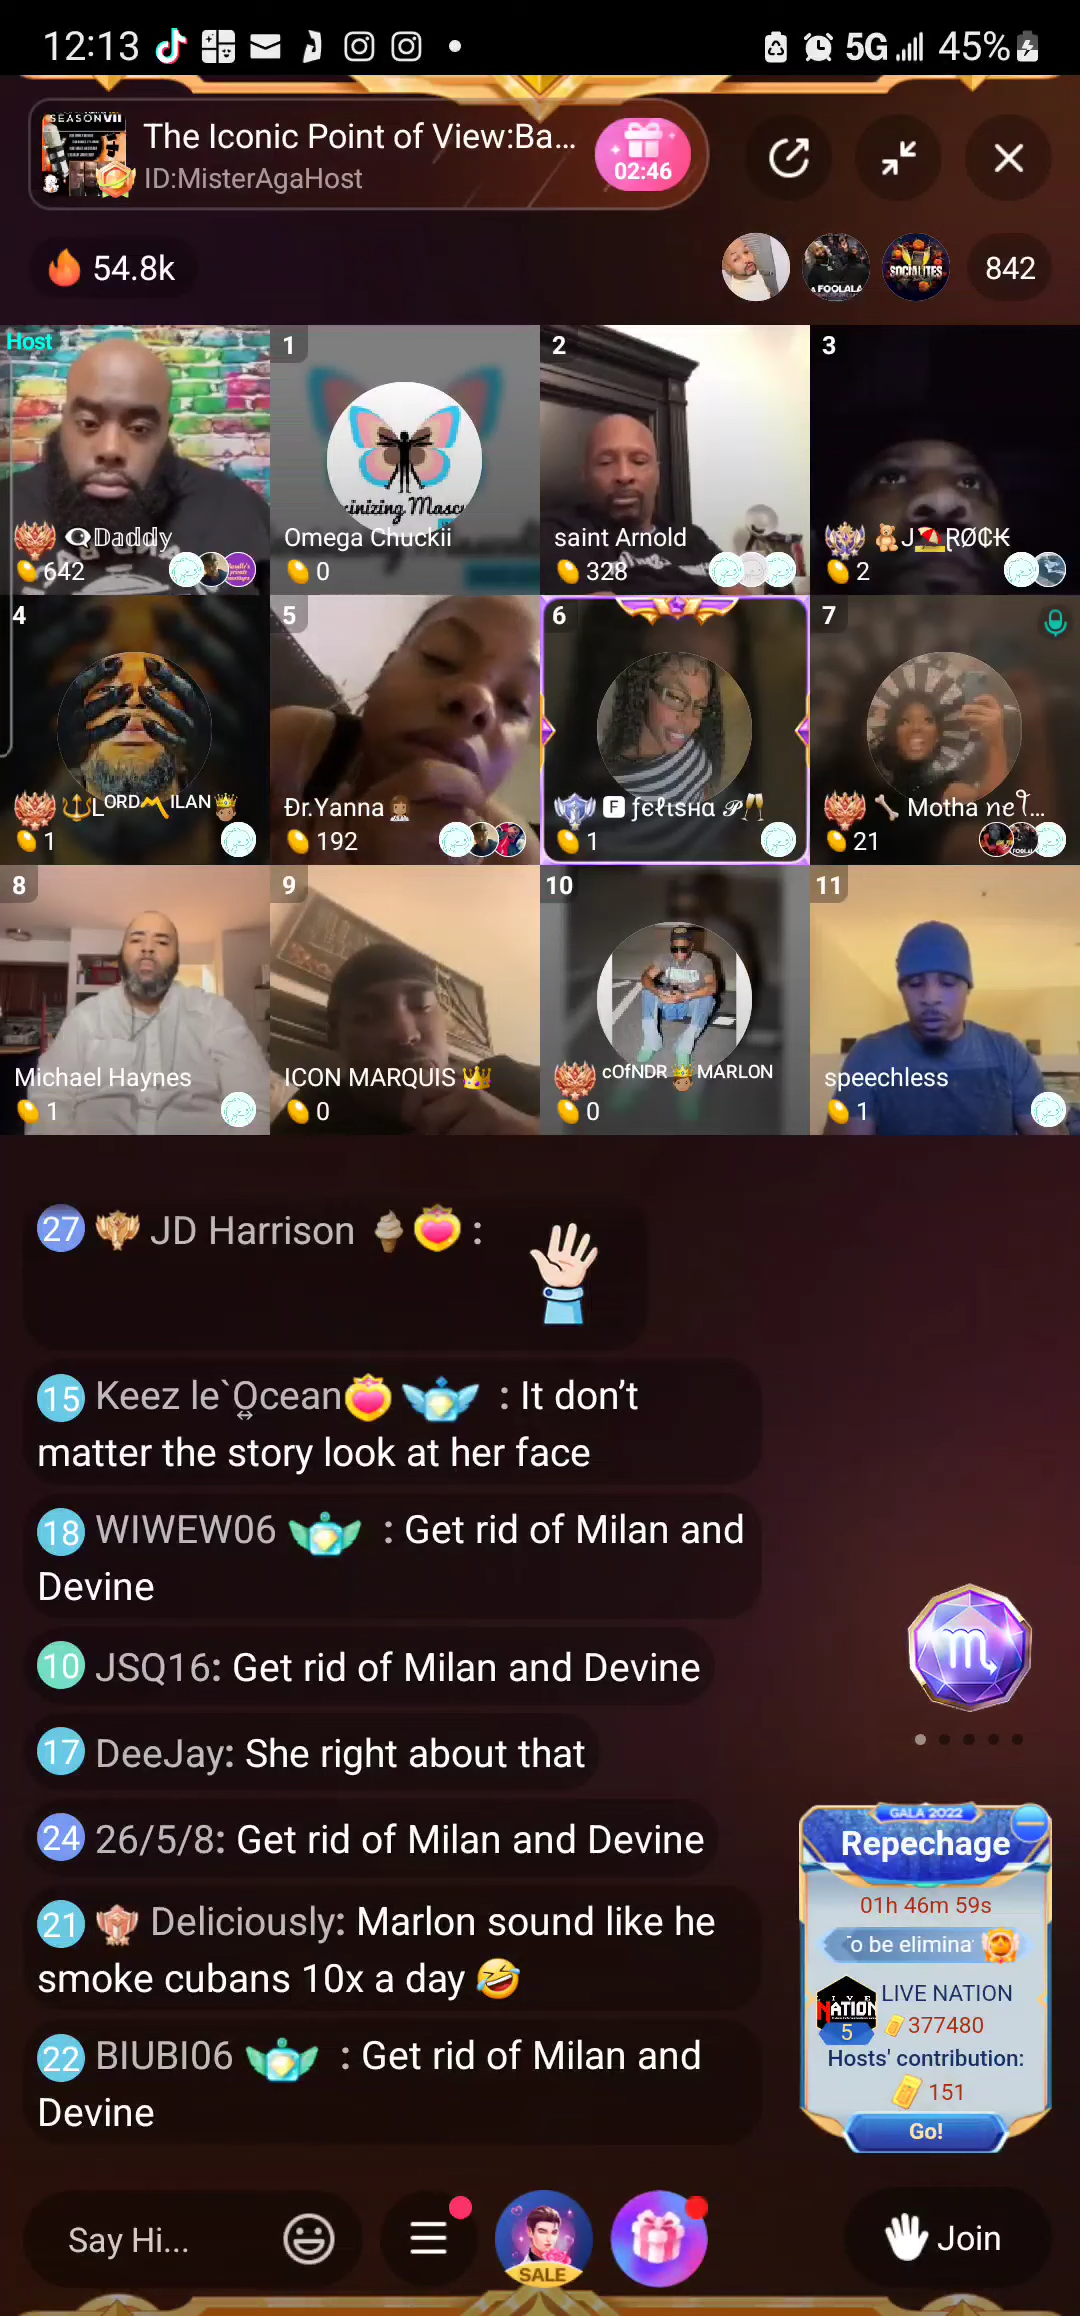 12:13
5G 45%
SEASON VII
The Iconic Point of View:Ba...
ID:MisterAgaHost
02:46
54.8k
SOCIALITES
842
Host
642
1
Omega Chuckii
0
2
saint Arnold
328
3
2
4
1
5
Ðr.Yanna
192
6
1
7
Motha
21
8
Michael Haynes
1
9
ICON MARQUIS
0
10
cOfNDR MARLON
0
11
speechless
1
27 JD Harrison :
15 Keez le`Ocean : It don’t
matter the story look at her face
18 WIWEW06 : Get rid of Milan and
Devine
10 JSQ16: Get rid of Milan and Devine
17 DeeJay: She right about that
24 26/5/8: Get rid of Milan and Devine
21 Deliciously: Marlon sound like he
smoke cubans 10x a day
22 BIUBI06 : Get rid of Milan and
Devine
GALA 2022
Repechage
01h 46m 59s
LIVE NATION
5 377480
Hosts' contribution:
151
Go!
Say Hi...
SALE
Join